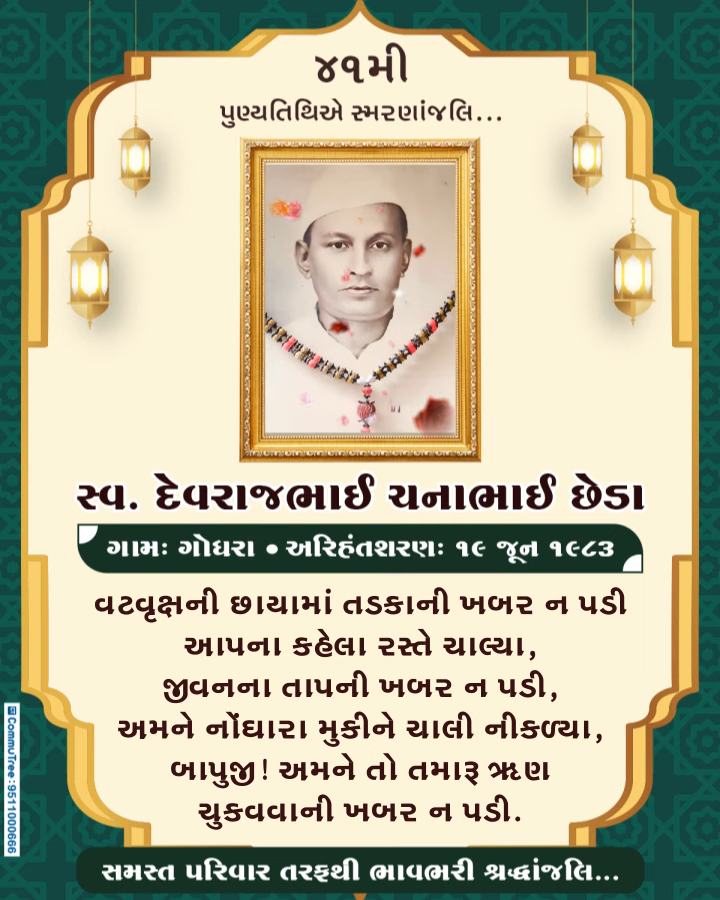 ૪૧મી
પુણ્યતિથિએ સ્મરણાંજલિ...
સ્વ. દેવરાજભાઈ ચનાભાઈ છેડા
ગામઃ ગોધરા • અરિહંતશરણઃ ૧૯ જૂન ૧૯૮૩
વટવૃક્ષની છાયામાં તડકાની ખબર ન પડી
આપના કહેલા રસ્તે ચાલ્યા,
જીવનના તાપની ખબર ન પડી,
અમને નોંધારા મુકીને ચાલી નીકળ્યા,
બાપુજી! અમને તો તમારૂ ઋણ
ચુકવવાની ખબર ન પડી.
સમસ્ત પરિવાર તરફથી ભાવભરી શ્રદ્ધાંજલિ...
CommuTree:9511000666